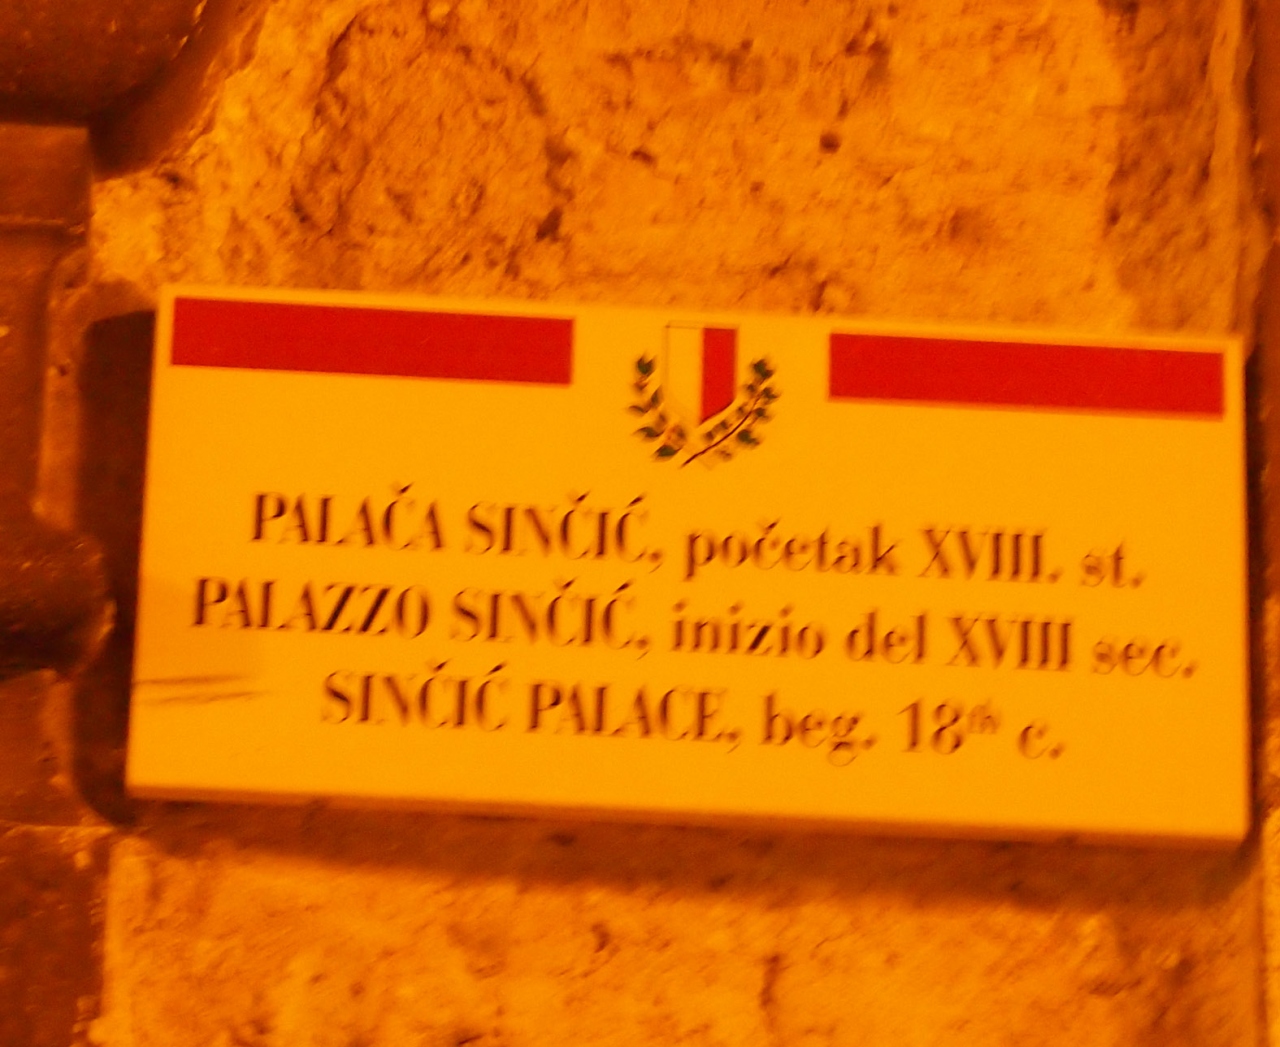 PALAČA SINČIĆ, početak XVIII. st.
PALAZZO SINČIĆ, inizio del XVIII sec.
SINČIĆ PALACE, beg. 18th c.